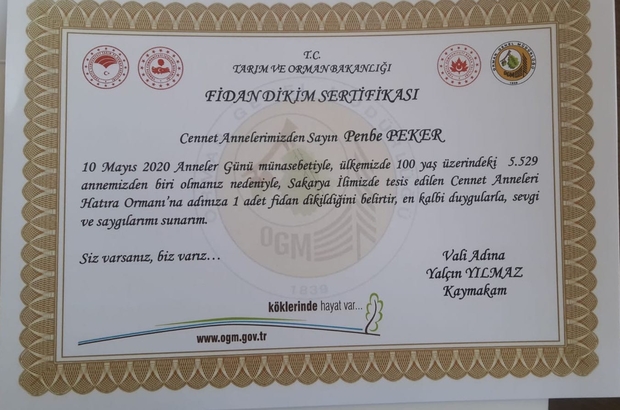 T.C.
TARIM VE ORMAN BAKANLIĞI
FİDAN DİKİM SERTİFİKASI
Cennet Annelerimizden Sayın Penbe PEKER
10 Mayıs 2020 Anneler Günü münasebetiyle, ülkemizde 100 yaş üzerindeki 5.529
annemizden biri olmanız nedeniyle, Sakarya İlimizde tesis edilen Cennet Anneleri
Hatıra Ormanı'na adınıza 1 adet fidan dikildiğini belirtir, en kalbi duygularla, sevgi
ve saygılarımı sunarım.
Siz varsanız, biz varız...
Vali Adına
Yalçın YILMAZ
Kaymakam
OGM
1839
köklerinde hayat var...
www.ogm.gov.tr